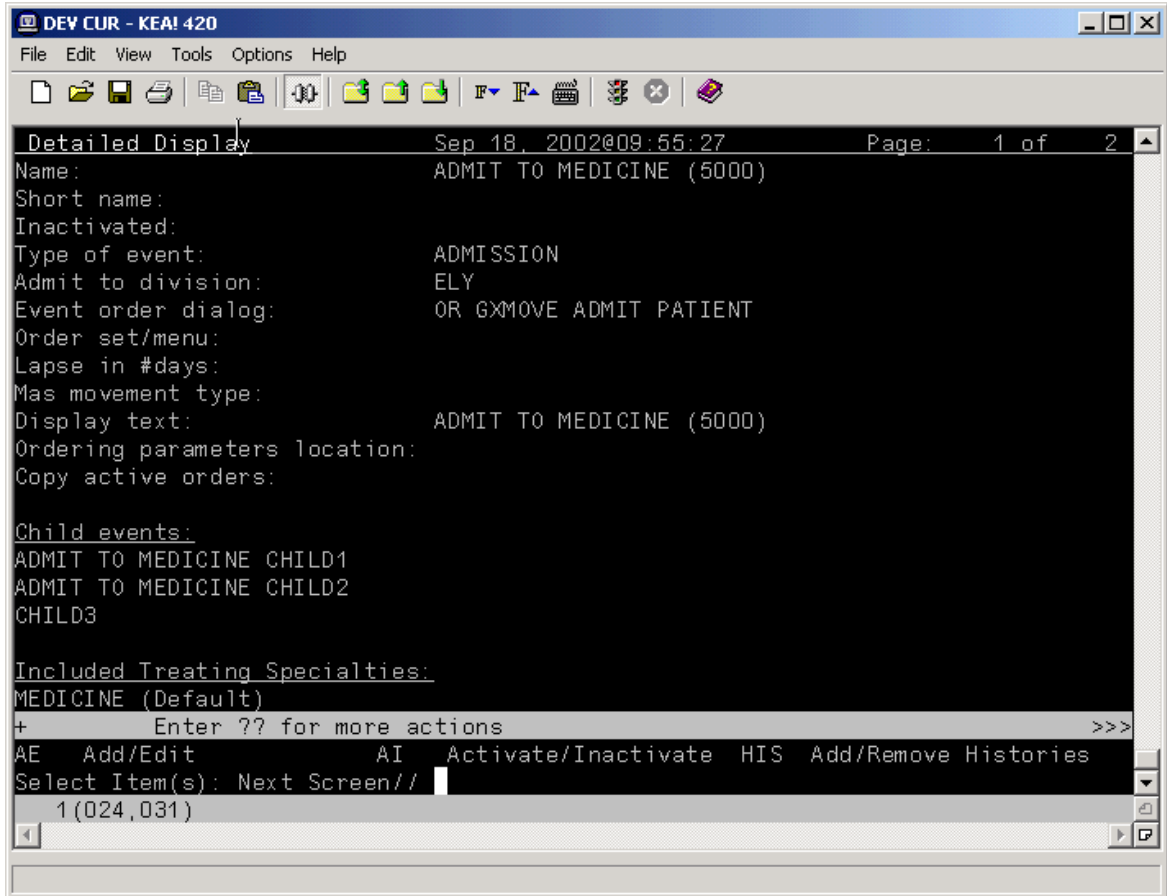 DEV CUR - KEA! 420
File Edit View Tools Options Help
Detailed Display Sep 18, 2002@09:55:27 Page: 1 of 2
Name: ADMIT TO MEDICINE (5000)
Short name:
Inactivated:
Type of event: ADMISSION
Admit to division: ELY
Event order dialog: OR GXMOVE ADMIT PATIENT
Order set/menu:
Lapse in #days:
Mas movement type:
Display text: ADMIT TO MEDICINE (5000)
Ordering parameters location:
Copy active orders:
Child events:
ADMIT TO MEDICINE CHILD1
ADMIT TO MEDICINE CHILD2
CHILD3
Included Treating Specialties:
MEDICINE (Default)
+ Enter ?? for more actions >>>
AE Add/Edit AI Activate/Inactivate HIS Add/Remove Histories
Select Item(s): Next Screen//
1(024,031)